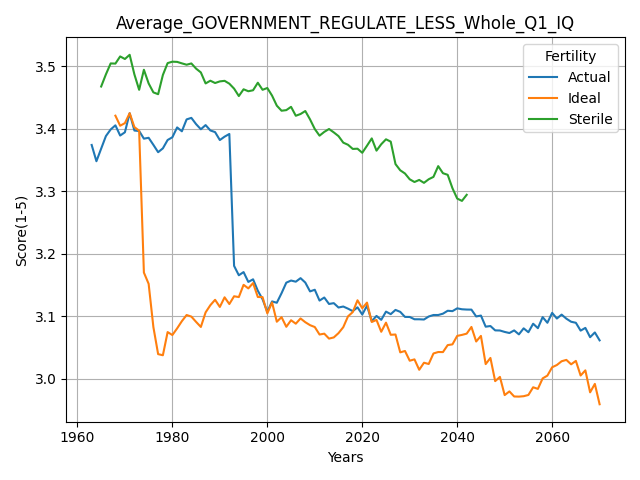 Average_GOVERNMENT_REGULATE_LESS_Whole_Q1_IQ
Score(1-5)
3.5
3.4
3.3
3.2
3.1
3.0
Fertility
Actual
Ideal
Sterile
1960
1980
2000
2020
2040
2060
Years